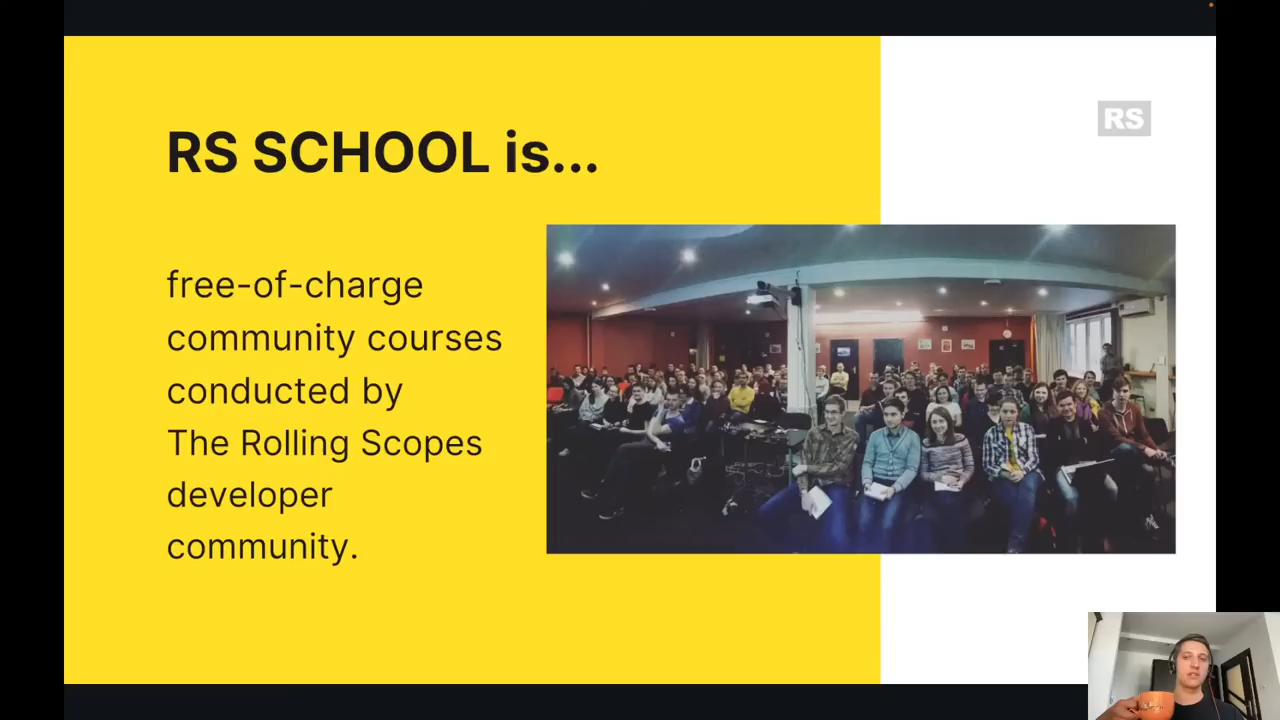 RS SCHOOL is...
RS
free-of-charge
community courses
conducted by
The Rolling Scopes
developer
community.